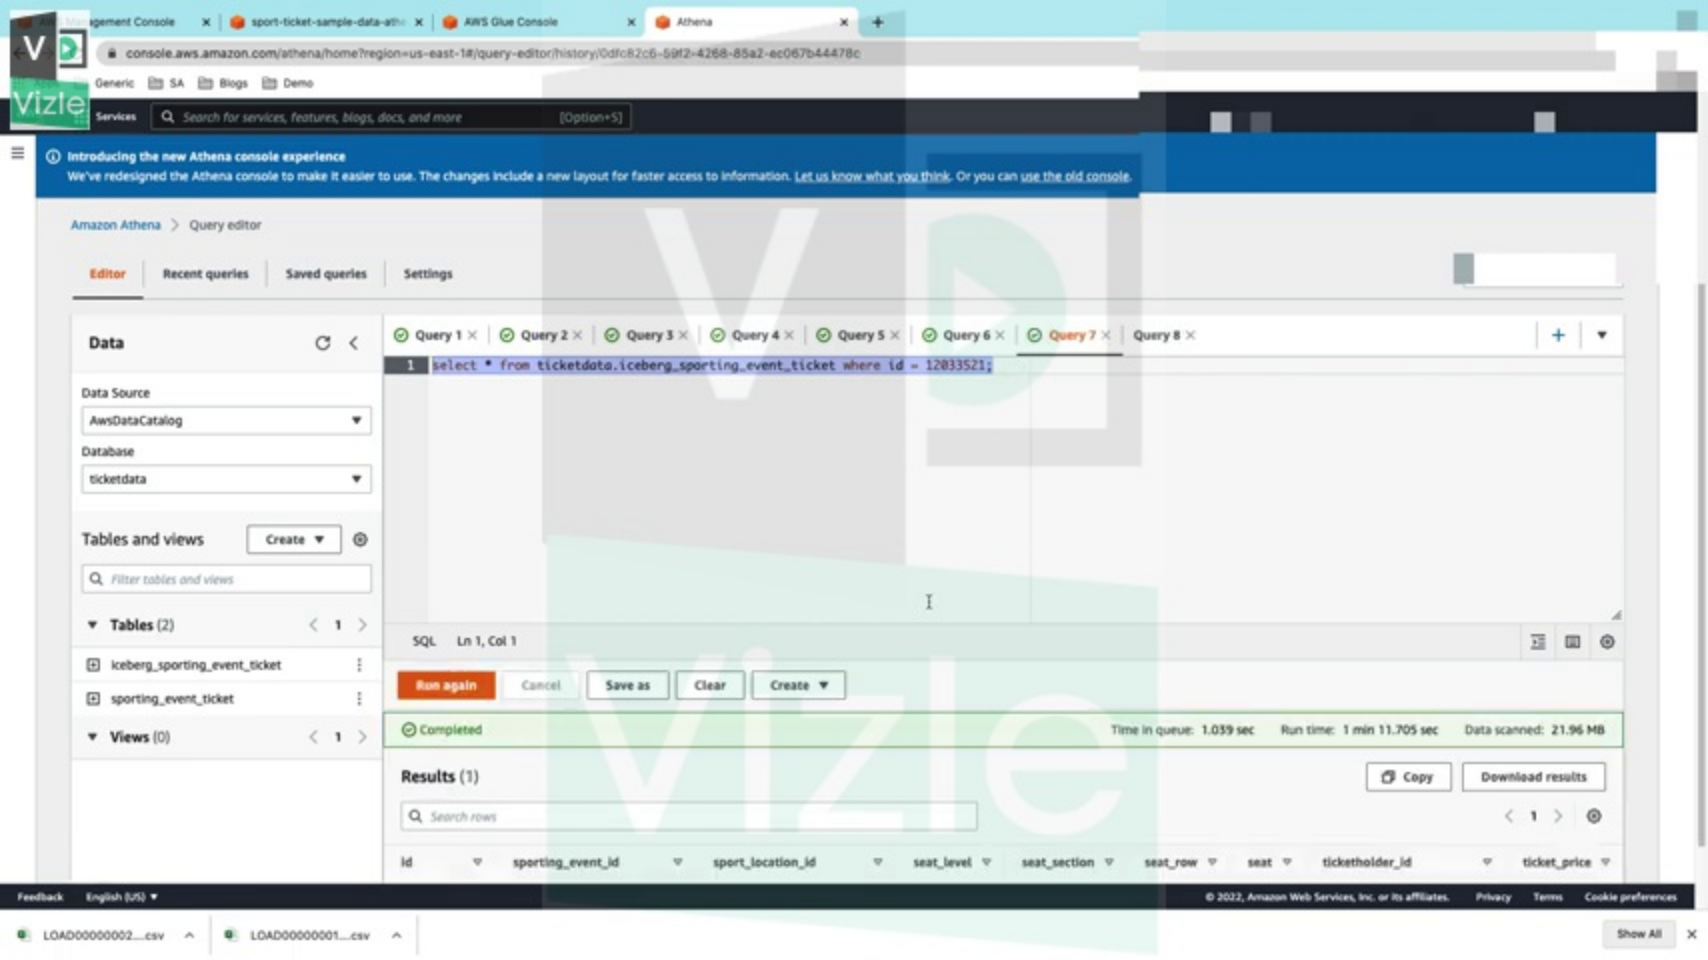 AWS Management Console
sport-ticket-sample-data-athe
AWS Glue Console
Athena
console.aws.amazon.com/athena/home?region=us-east-1#/query-editor/history/0dfc82c6-59f2-4268-85a2-ec067b44478c
Generic SA Blogs Demo
V
Vizle
Services Search for services, features, blogs, docs, and more [Option+S]
Introducing the new Athena console experience
We've redesigned the Athena console to make it easier to use. The changes include a new layout for faster access to information. Let us know what you think. Or you can use the old console.
Amazon Athena > Query editor
Editor Recent queries Saved queries Settings
Data
Data Source
AwsDataCatalog
Database
ticketdata
Tables and views Create
Filter tables and views
Tables (2) < 1 >
iceberg_sporting_event_ticket
sporting_event_ticket
Views (0) < 1 >
Query 1 Query 2 Query 3 Query 4 Query 5 Query 6 Query 7 Query 8
1 select * from ticketdata.iceberg_sporting_event_ticket where id = 12033521;
V
Vizle
SQL Ln 1, Col 1
Run again Cancel Save as Clear Create
Completed Time in queue: 1.039 sec Run time: 1 min 11.705 sec Data scanned: 21.96 MB
Results (1) Copy Download results
Search rows < 1 >
id sporting_event_id sport_location_id seat_level seat_section seat_row seat ticketholder_id ticket_price
Feedback English (US) © 2022, Amazon Web Services, Inc. or its affiliates. Privacy Terms Cookie preferences
LOAD00000002....csv LOAD00000001....csv Show All